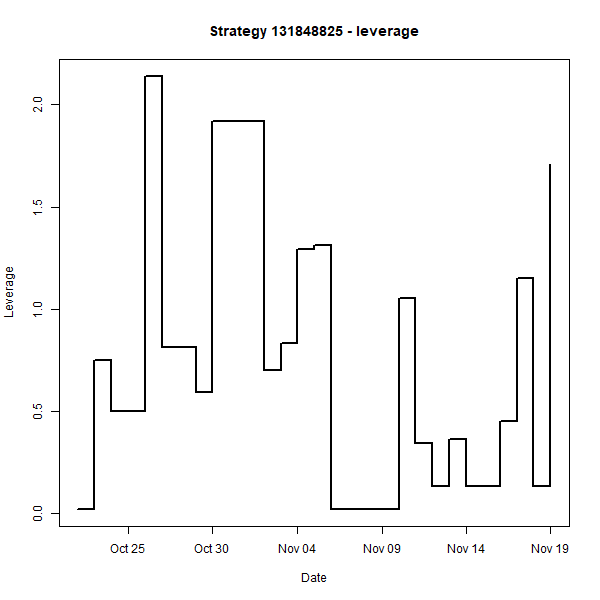 Strategy 131848825 - leverage
Leverage
2.0
1.5
1.0
0.5
0.0
Oct 25 Oct 30 Nov 04 Nov 09 Nov 14 Nov 19
Date